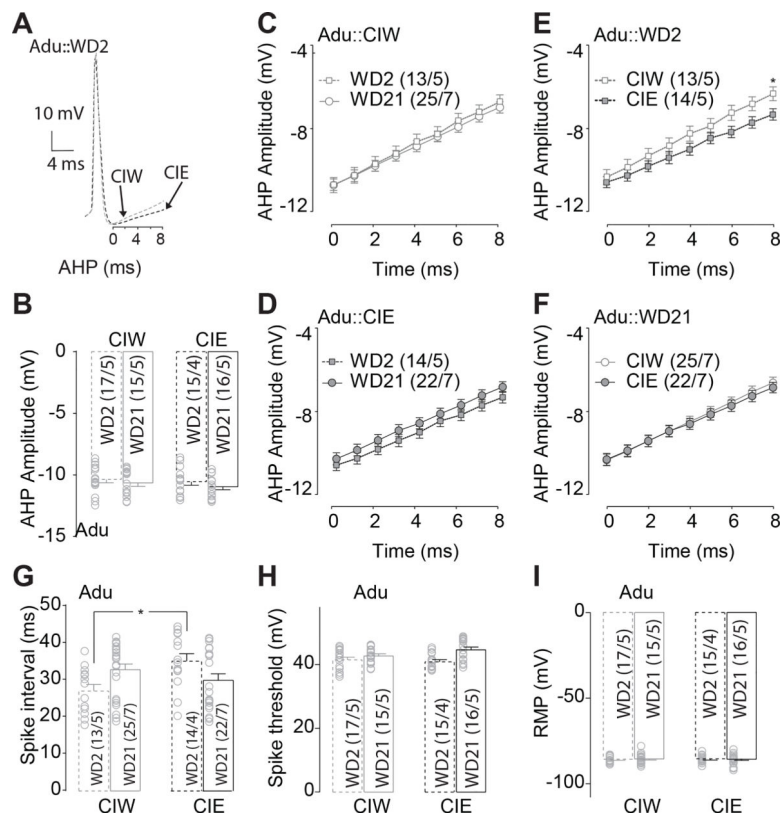 A
Adu::WD2
10 mV
4 ms
CIW
CIE
0 2 4 8
AHP (ms)
B
CIW CIE
AHP Amplitude (mV)
0
-5
-10
-15
WD2 (17/5)
WD21 (15/5)
WD2 (15/4)
WD21 (16/5)
Adu
C
Adu::CIW
AHP Amplitude (mV)
-4
-8
-12
WD2 (13/5)
WD21 (25/7)
0 2 4 6 8
Time (ms)
D
Adu::CIE
AHP Amplitude (mV)
-4
-8
-12
WD2 (14/5)
WD21 (22/7)
0 2 4 6 8
Time (ms)
E
Adu::WD2
AHP Amplitude (mV)
-4
-8
-12
CIW (13/5)
CIE (14/5)
*
0 2 4 6 8
Time (ms)
F
Adu::WD21
AHP Amplitude (mV)
-4
-8
-12
CIW (25/7)
CIE (22/7)
0 2 4 6 8
Time (ms)
G
Adu
Spike interval (ms)
50
40
30
20
10
0
*
WD2 (13/5)
WD21 (25/7)
WD2 (14/4)
WD21 (22/7)
CIW CIE
H
Adu
Spike threshold (mV)
40
20
0
WD2 (17/5)
WD21 (15/5)
WD2 (15/4)
WD21 (16/5)
CIW CIE
I
Adu
RMP (mV)
0
-50
-100
WD2 (17/5)
WD21 (15/5)
WD2 (15/4)
WD21 (16/5)
CIW CIE